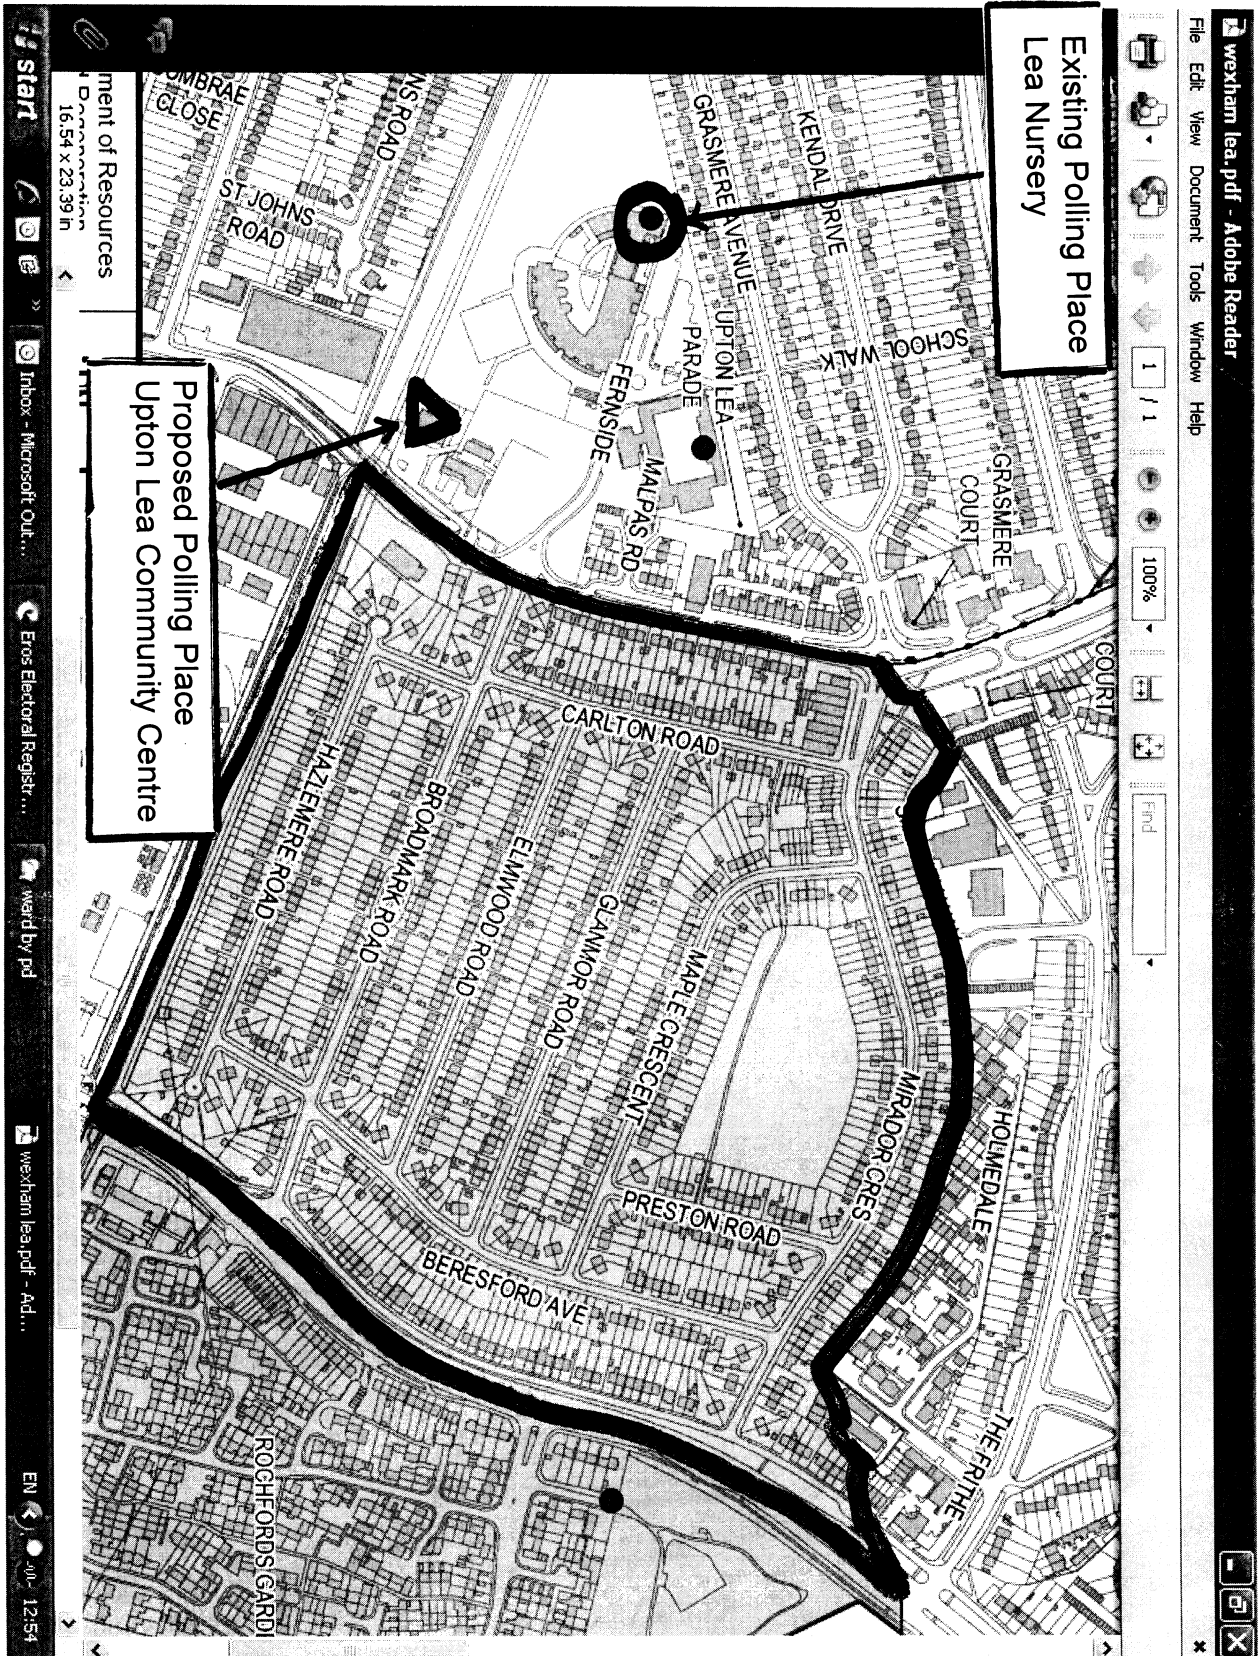 wexham lea.pdf - Adobe Reader
File Edit View Document Tools Window Help
1 / 1
100%
Find
Existing Polling Place
Lea Nursery
COURT
KENDAL DRIVE
GRASMERE AVENUE
SCHOOL WALK
GRASMERE
COURT
UPTON LEA
PARADE
FERNSIDE
MALPAS RD
NS ROAD
UMBRAE
CLOSE
ST JOHNS
ROAD
CARLTON ROAD
HAZLEMERE ROAD
BROADMARK ROAD
ELMWOOD ROAD
GLANMOR ROAD
MAPLE CRESCENT
MIRADOR CRES
HOLMEDALE
PRESTON ROAD
BERESFORD AVE
THE FRITHE
ROCHFORDS GARD
Proposed Polling Place
Upton Lea Community Centre
ment of Resources
16.54 x 23.39 in
start
Inbox - Microsoft Out...
Eros Electoral Registr...
ward by pd
wexham lea.pdf - Ad...
EN
12:54